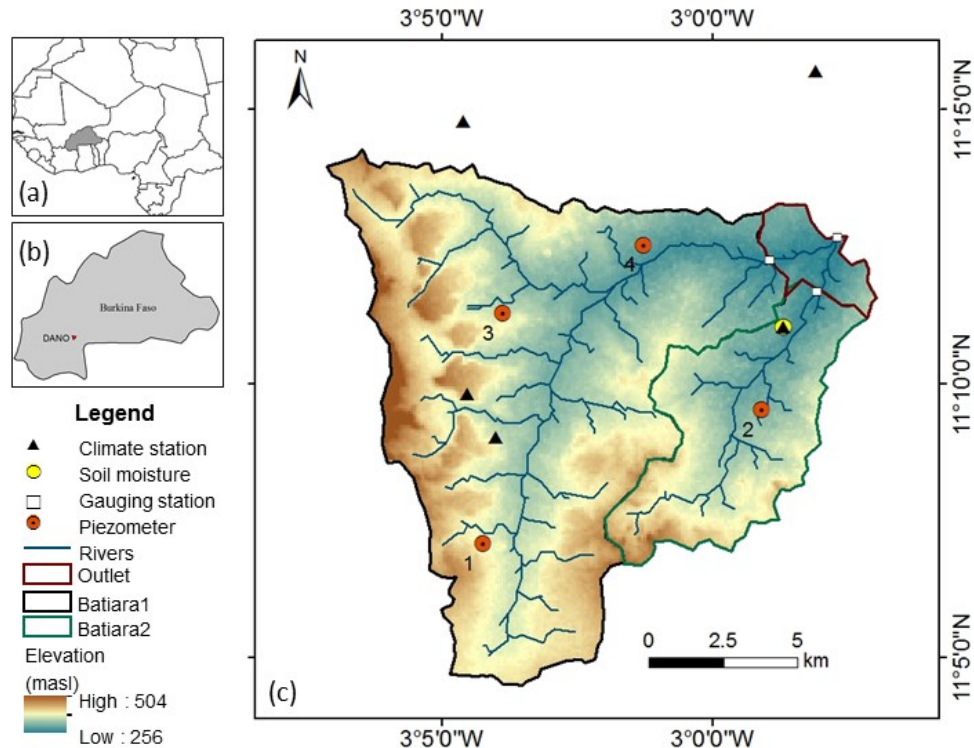 3°5'0"W
3°0'0"W
(a)
(b)
Burkina Faso
DANO
Legend
Climate station
Soil moisture
Gauging station
Piezometer
Rivers
Outlet
Batiara1
Batiara2
Elevation
(masl)
High : 504
Low : 256
N
4
3
2
1
0 2.5 5
km
(c)
11°15'0"N
11°10'0"N
11°5'0"N
3°5'0"W
3°0'0"W